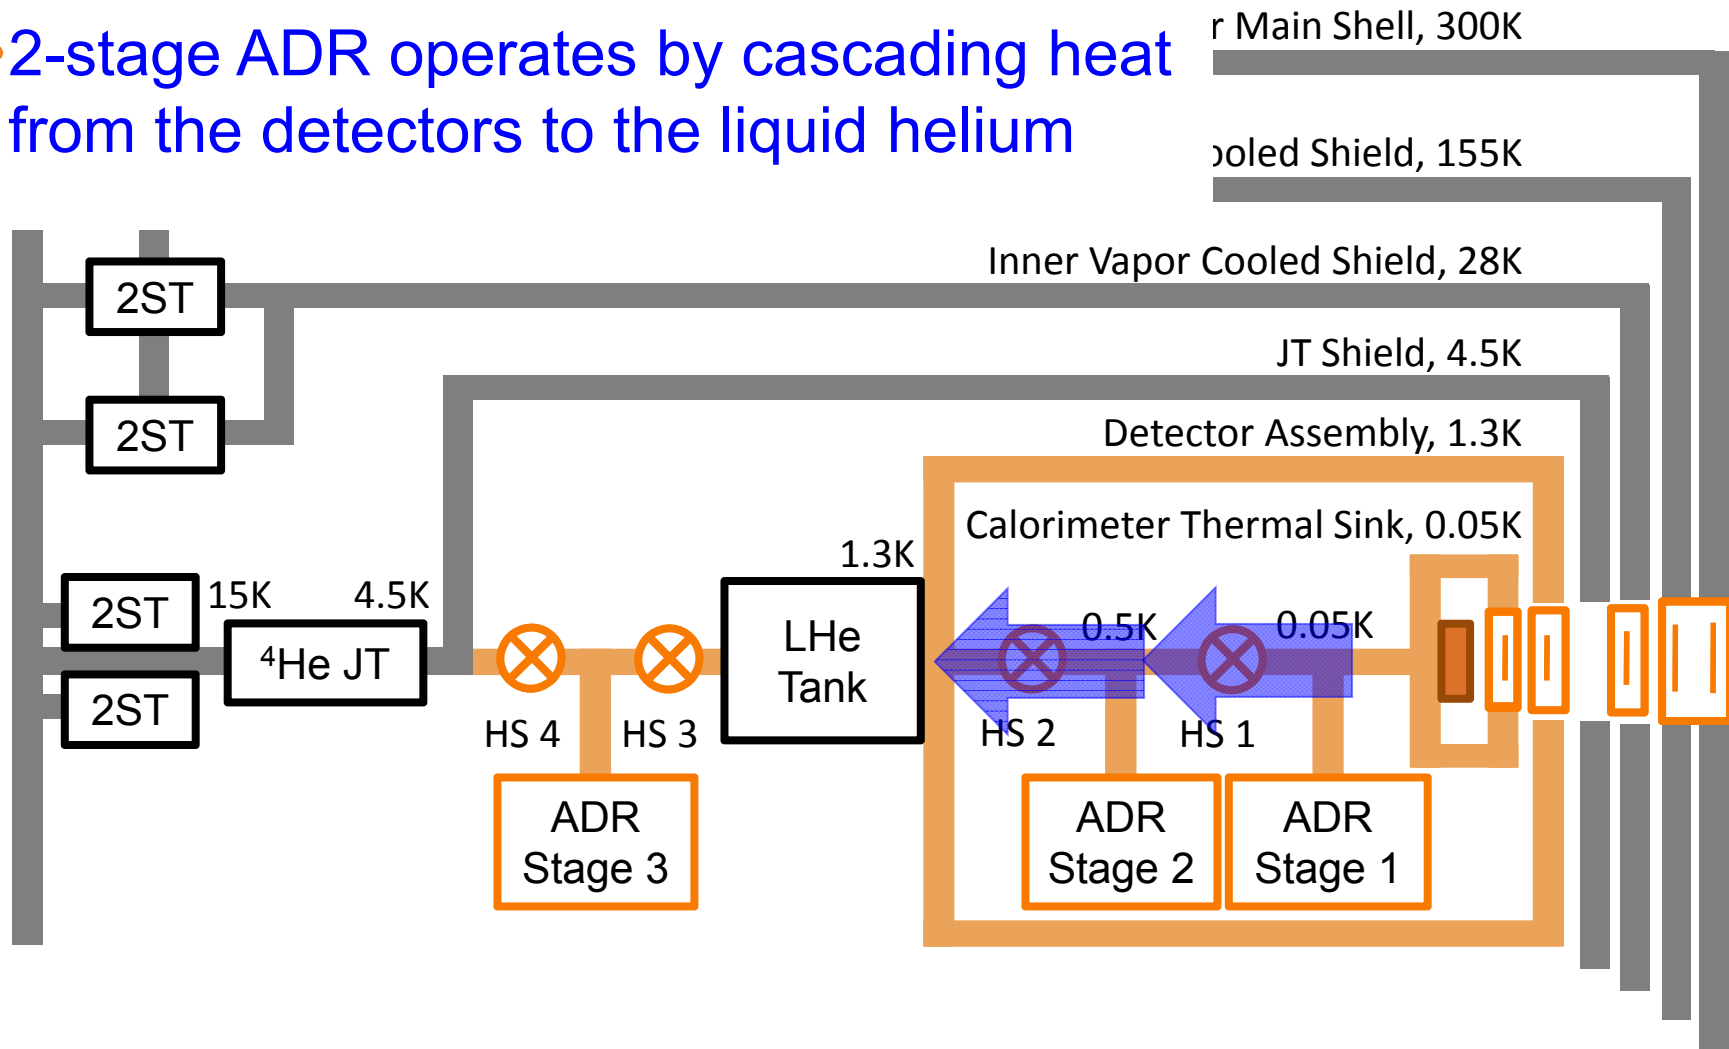 •2-stage ADR operates by cascading heat
from the detectors to the liquid helium
r Main Shell, 300K
ooled Shield, 155K
Inner Vapor Cooled Shield, 28K
2ST
JT Shield, 4.5K
2ST
Detector Assembly, 1.3K
Calorimeter Thermal Sink, 0.05K
1.3K
2ST
15K
4.5K
⁴He JT
2ST
LHe
Tank
0.5K
0.05K
HS 4
HS 3
HS 2
HS 1
ADR
Stage 3
ADR
Stage 2
ADR
Stage 1